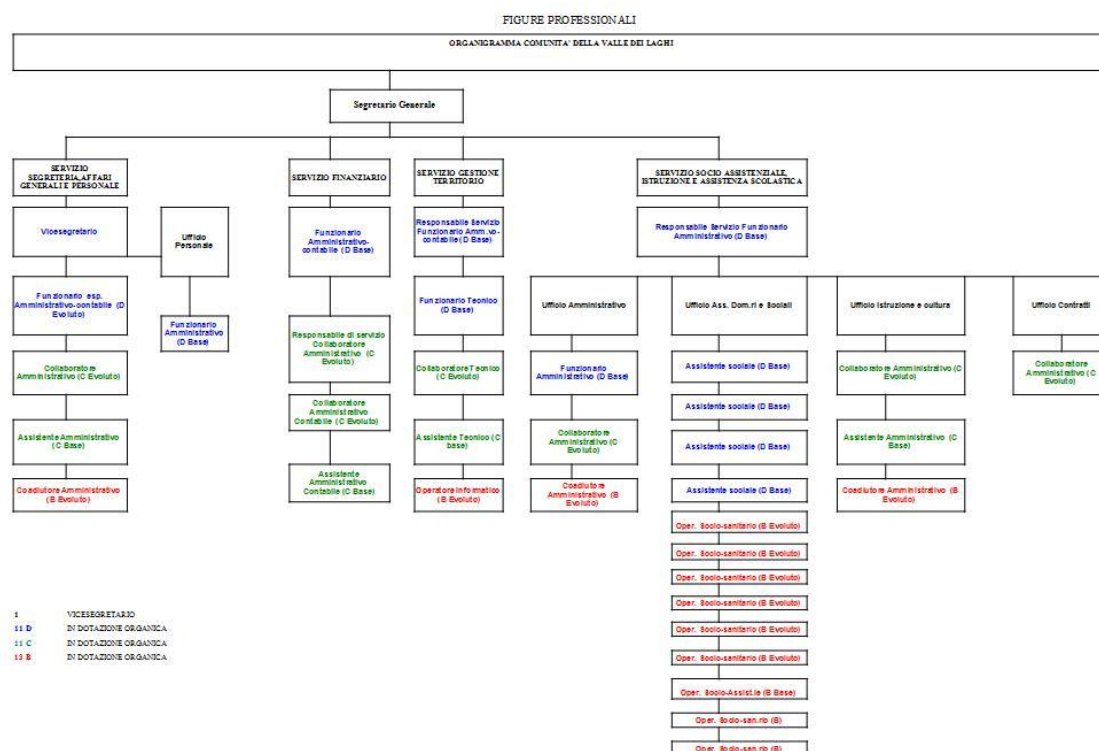 FIGURE PROFESSIONALI
ORGANIGRAMMA COMUNITA' DELLA VALLE DEI LAGHI
Segretario Generale
SERVIZIO
SEGRETERIA,AFFARI
GENERALI E PERSONALE
SERVIZIO FINANZIARIO
SERVIZIO GESTIONE
TERRITORIO
SERVIZIO SOCIO ASSISTENZIALE,
ISTRUZIONE E ASSISTENZA SCOLASTICA
Vicesegretario
Ufficio
Personale
Funzionario
Amministrativo-
contabile (D Base)
Responsabile Servizio
Funzionario Amm.vo-
contabile (D Base)
Responsabile Servizio Funzionario
Amministrativo (D Base)
Funzionario esp.
Amministrativo-contabile (D
Evoluto)
Funzionario
Amministrativo
(D Base)
Funzionario Tecnico (D
Base)
Ufficio Amministrativo
Ufficio Ass. Dom.ri e Sociali
Ufficio Istruzione e cultura
Ufficio Contratti
Responsabile di servizio
Collaboratore
Amministrativo (C
Evoluto)
Collaboratore
Amministrativo (C Evoluto)
Collaboratore Tecnico
(C Evoluto)
Funzionario
Amministrativo (D Base)
Assistente sociale (D Base)
Collaboratore Amministrativo (C
Evoluto)
Collaboratore
Amministrativo (C
Evoluto)
Collaboratore
Amministrativo
Contabile (C Evoluto)
Assistente sociale (D Base)
Assistente Amministrativo
(C Base)
Assistente Tecnico (C
base)
Collaboratore
Amministrativo (C
Evoluto)
Assistente sociale (D Base)
Assistente Amministrativo (C
Base)
Assistente
Amministrativo
Contabile (C Base)
Coadiutore Amministrativo
(B Evoluto)
Operatore Informatico
(B Evoluto)
Coadiutore
Amministrativo (B
Evoluto)
Assistente sociale (D Base)
Coadiutore Amministrativo (B
Evoluto)
Oper. Socio-sanitario (B Evoluto)
Oper. Socio-sanitario (B Evoluto)
Oper. Socio-sanitario (B Evoluto)
Oper. Socio-sanitario (B Evoluto)
Oper. Socio-sanitario (B Evoluto)
Oper. Socio-sanitario (B Evoluto)
Oper. Socio-Assist.le (B Base)
Oper. Socio-san.rio (B)
Oper. Socio-san.rio (B)
1 VICESEGRETARIO
11 D IN DOTAZIONE ORGANICA
11 C IN DOTAZIONE ORGANICA
13 B IN DOTAZIONE ORGANICA